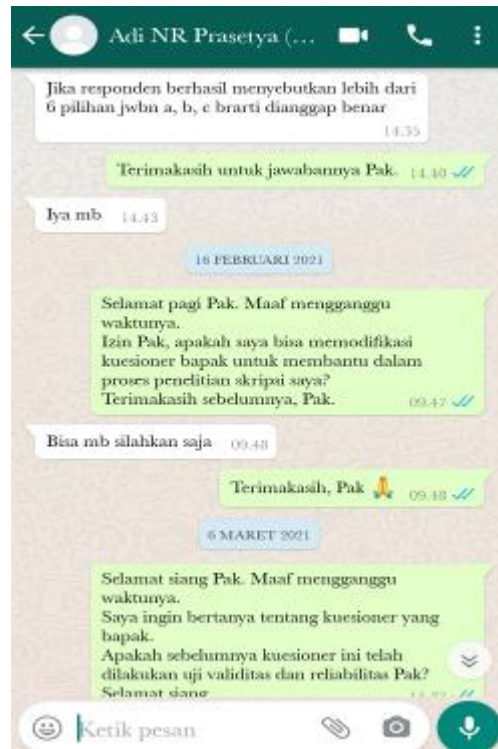 Adi NR Prasetya (...
Jika responden berhasil menyebutkan lebih dari
6 pilihan jwbn a, b, c brarti dianggap benar
14.35
Terimakasih untuk jawabannya Pak. 14.40
Iya mb 14.43
16 FEBRUARI 2021
Selamat pagi Pak. Maaf mengganggu
waktunya.
Izin Pak, apakah saya bisa memodifikasi
kuesioner bapak untuk membantu dalam
proses penelitian skripsi saya?
Terimakasih sebelumnya, Pak. 09.47
Bisa mb silahkan saja 09.48
Terimakasih, Pak 🙏 09.48
6 MARET 2021
Selamat siang Pak. Maaf mengganggu
waktunya.
Saya ingin bertanya tentang kuesioner yang
bapak.
Apakah sebelumnya kuesioner ini telah
dilakukan uji validitas dan reliabilitas Pak?
Selamat siang
Ketik pesan